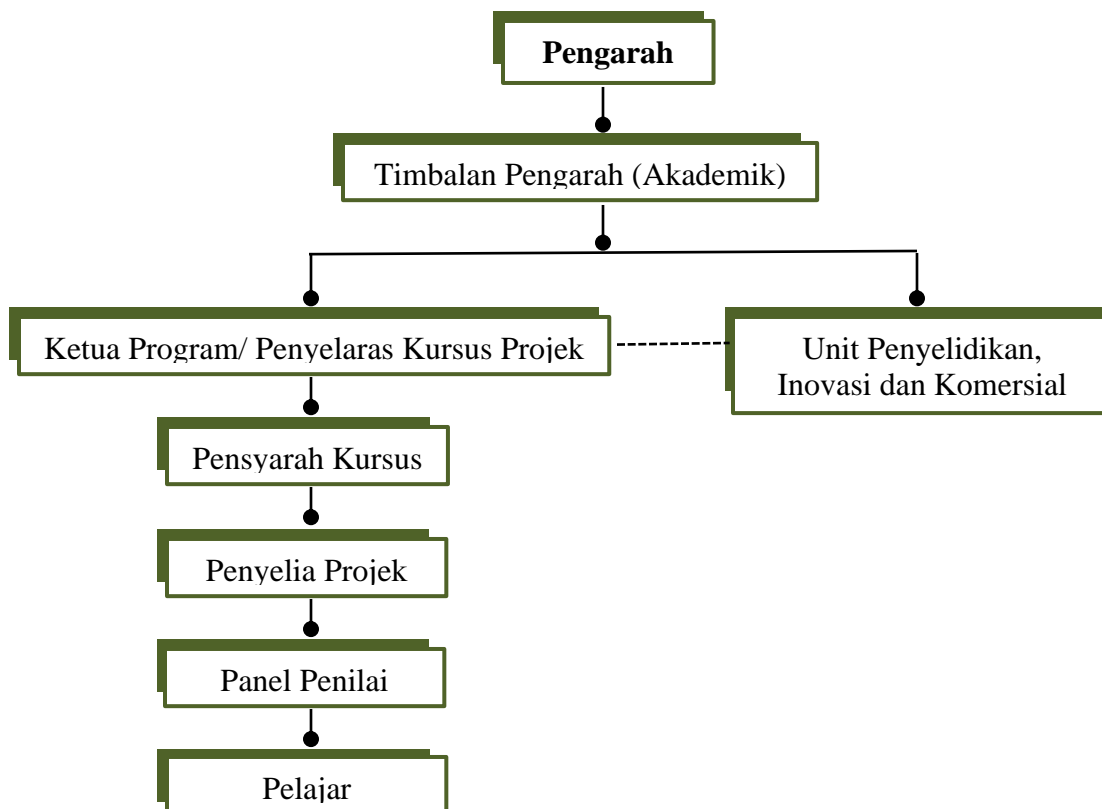 Pengarah
Timbalan Pengarah (Akademik)
Ketua Program/ Penyelaras Kursus Projek
Unit Penyelidikan,
Inovasi dan Komersial
Pensyarah Kursus
Penyelia Projek
Panel Penilai
Pelajar